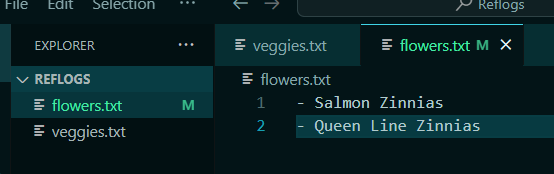 File Edit Selection ... ← → Reflogs
EXPLORER ...
veggies.txt flowers.txt M ×
REFLOGS
flowers.txt
flowers.txt M
1 - Salmon Zinnias
veggies.txt
2 - Queen Line Zinnias